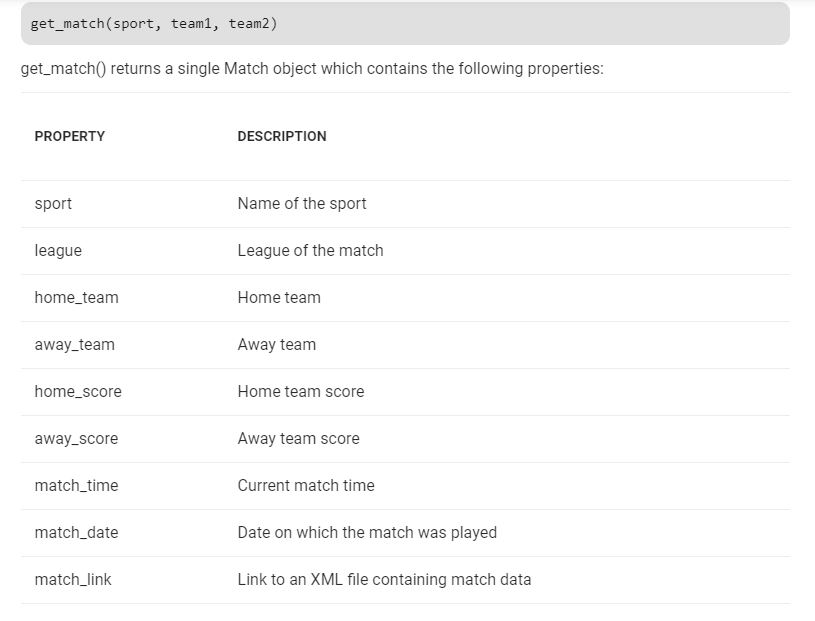 get_match(sport, team1, team2)
get_match() returns a single Match object which contains the following properties:
PROPERTY DESCRIPTION
sport Name of the sport
league League of the match
home_team Home team
away_team Away team
home_score Home team score
away_score Away team score
match_time Current match time
match_date Date on which the match was played
match_link Link to an XML file containing match data